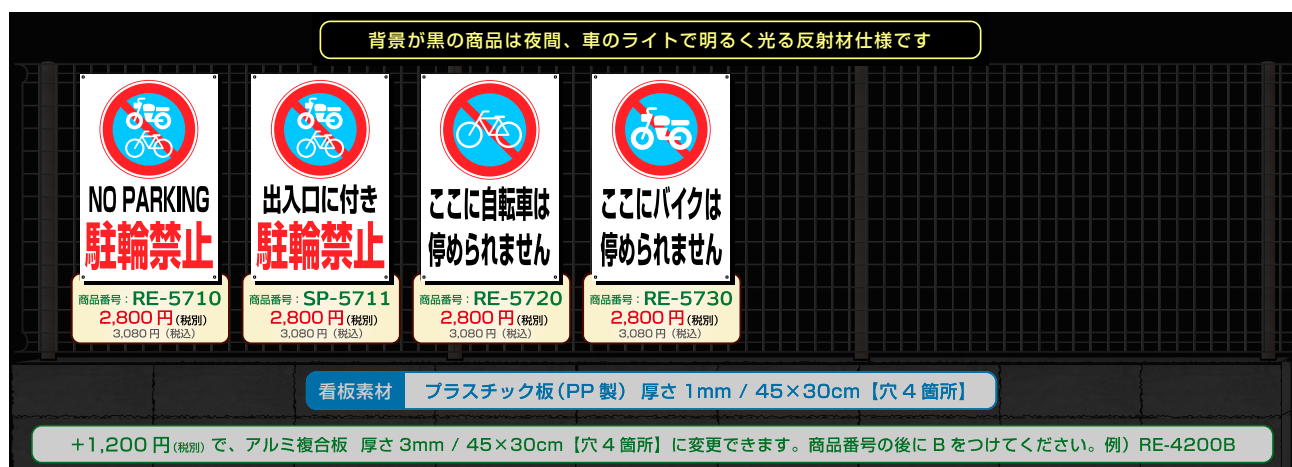 背景が黒の商品は夜間、車のライトで明るく光る反射材仕様です
NO PARKING
駐輪禁止
商品番号：RE-5710
2,800円(税別)
3,080円（税込）
出入口に付き
駐輪禁止
商品番号：SP-5711
2,800円(税別)
3,080円（税込）
ここに自転車は
停められません
商品番号：RE-5720
2,800円(税別)
3,080円（税込）
ここにバイクは
停められません
商品番号：RE-5730
2,800円(税別)
3,080円（税込）
看板素材 プラスチック板（PP製） 厚さ1mm / 45×30cm【穴4箇所】
+1,200円(税別)で、アルミ複合板 厚さ3mm / 45×30cm【穴4箇所】に変更できます。商品番号の後にBをつけてください。例）RE-4200B